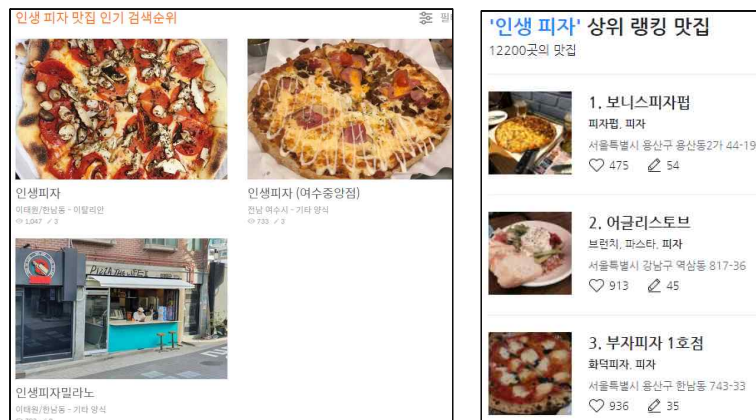 인생 피자 맛집 인기 검색순위
인생피자
이태원/한남동 - 이탈리안
1,047 2
인생피자 (여수중앙점)
전남 여수시 - 기타 양식
733 2
인생피자밀라노
이태원/한남동 - 기타 양식
'인생 피자' 상위 랭킹 맛집
12200곳의 맛집
1. 보니스피자펍
피자펍, 피자
서울특별시 용산구 용산동2가 44-19
475 54
2. 어글리스토브
브런치, 파스타, 피자
서울특별시 강남구 역삼동 817-36
913 45
3. 부자피자 1호점
화덕피자, 피자
서울특별시 용산구 한남동 743-33
936 35